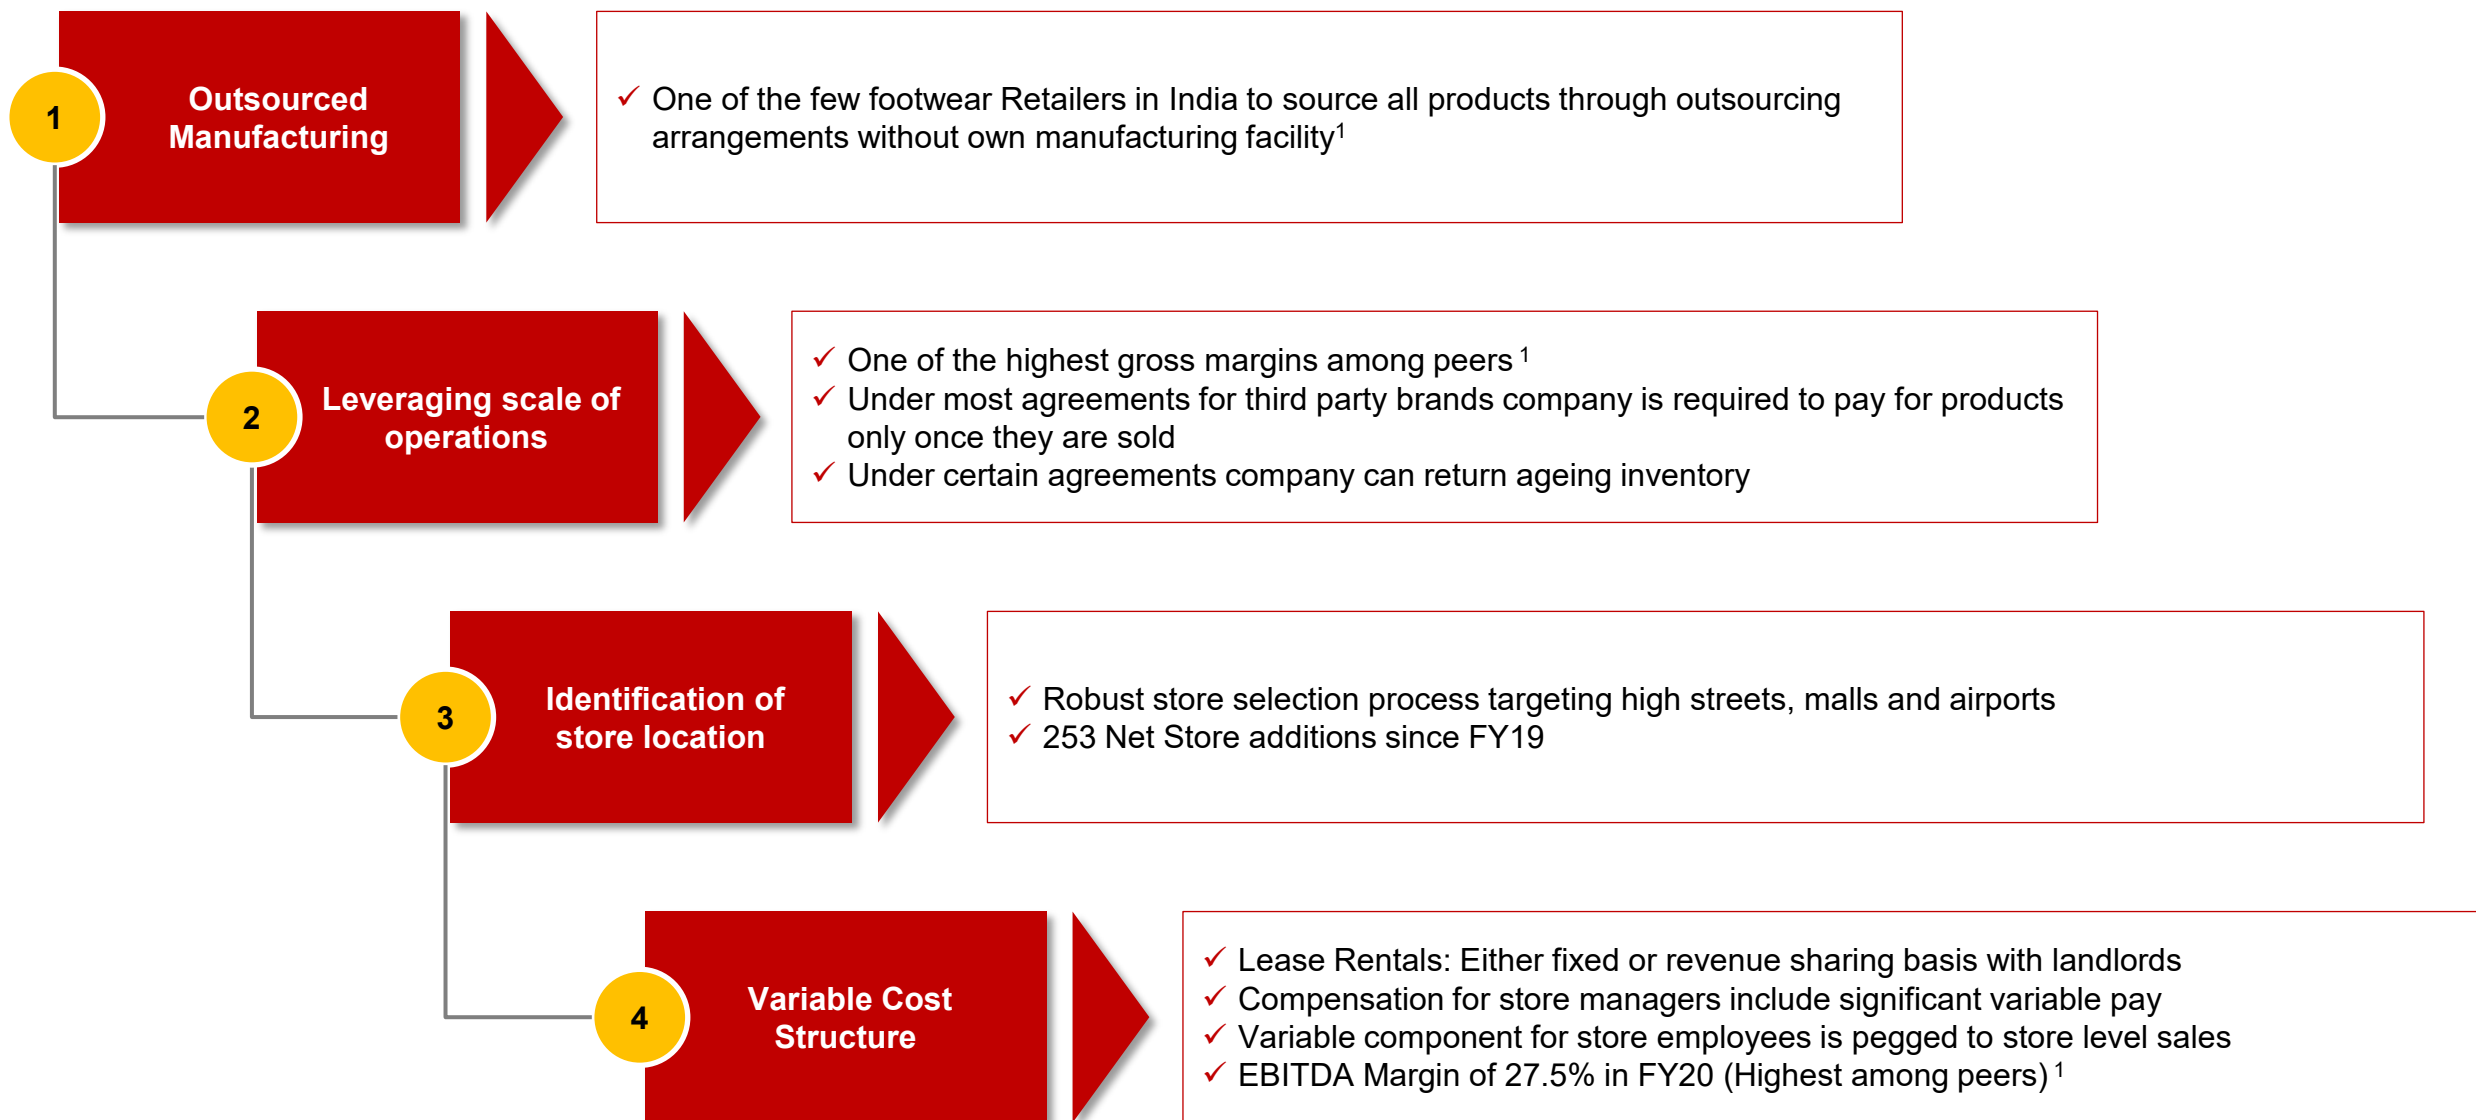 1
Outsourced
Manufacturing
✓ One of the few footwear Retailers in India to source all products through outsourcing
arrangements without own manufacturing facility¹
2
Leveraging scale of
operations
✓ One of the highest gross margins among peers ¹
✓ Under most agreements for third party brands company is required to pay for products
only once they are sold
✓ Under certain agreements company can return ageing inventory
3
Identification of
store location
✓ Robust store selection process targeting high streets, malls and airports
✓ 253 Net Store additions since FY19
4
Variable Cost
Structure
✓ Lease Rentals: Either fixed or revenue sharing basis with landlords
✓ Compensation for store managers include significant variable pay
✓ Variable component for store employees is pegged to store level sales
✓ EBITDA Margin of 27.5% in FY20 (Highest among peers) ¹